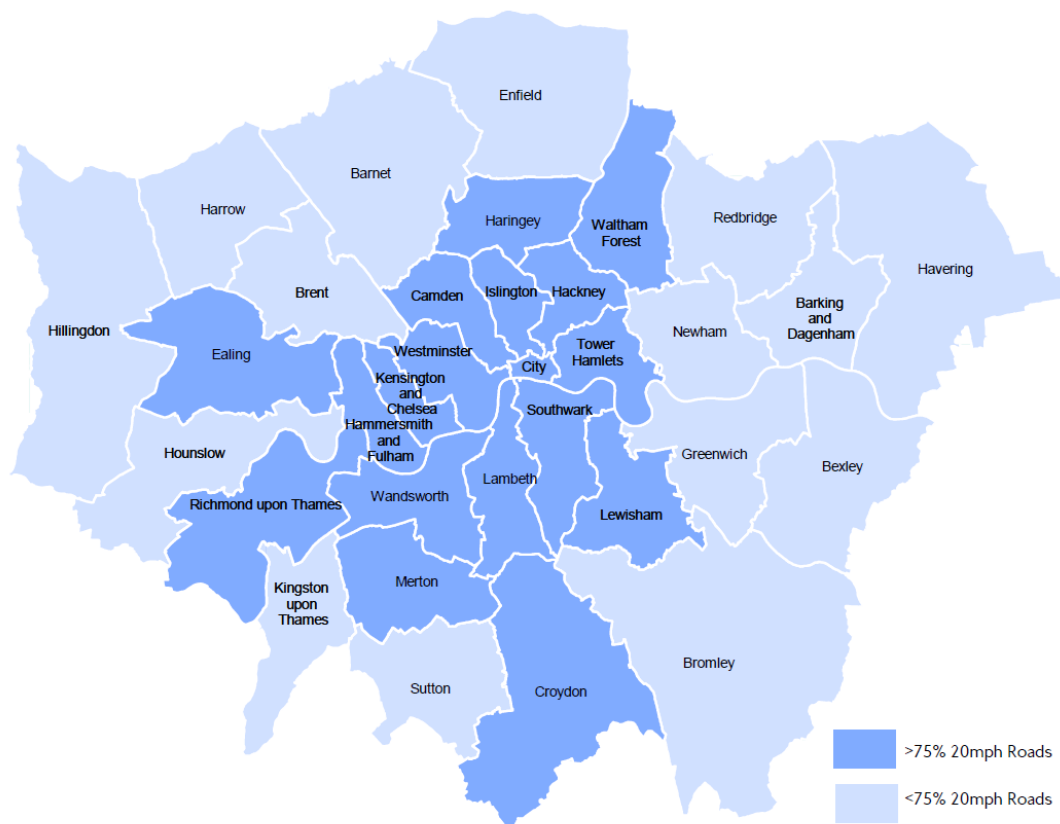 Enfield
Barnet
Harrow
Haringey
Waltham
Forest
Redbridge
Havering
Hillingdon
Brent
Camden
Islington
Hackney
Newham
Barking
and
Dagenham
Ealing
Westminster
Tower
Hamlets
City
Kensington
and
Chelsea
Hammersmith
and
Fulham
Southwark
Hounslow
Greenwich
Bexley
Richmond upon Thames
Wandsworth
Lambeth
Lewisham
Merton
Kingston
upon
Thames
Sutton
Croydon
Bromley
>75% 20mph Roads
<75% 20mph Roads